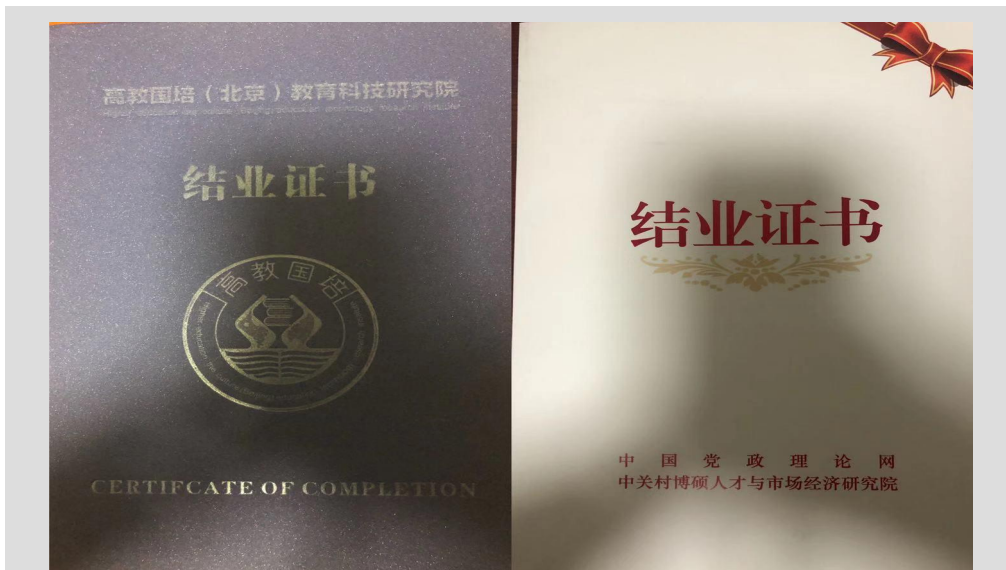 高教国培（北京）教育科技研究院
结业证书
高教国培
CERTIFCATE OF COMPLETION
结业证书
中国党政理论网
中关村博硕人才与市场经济研究院